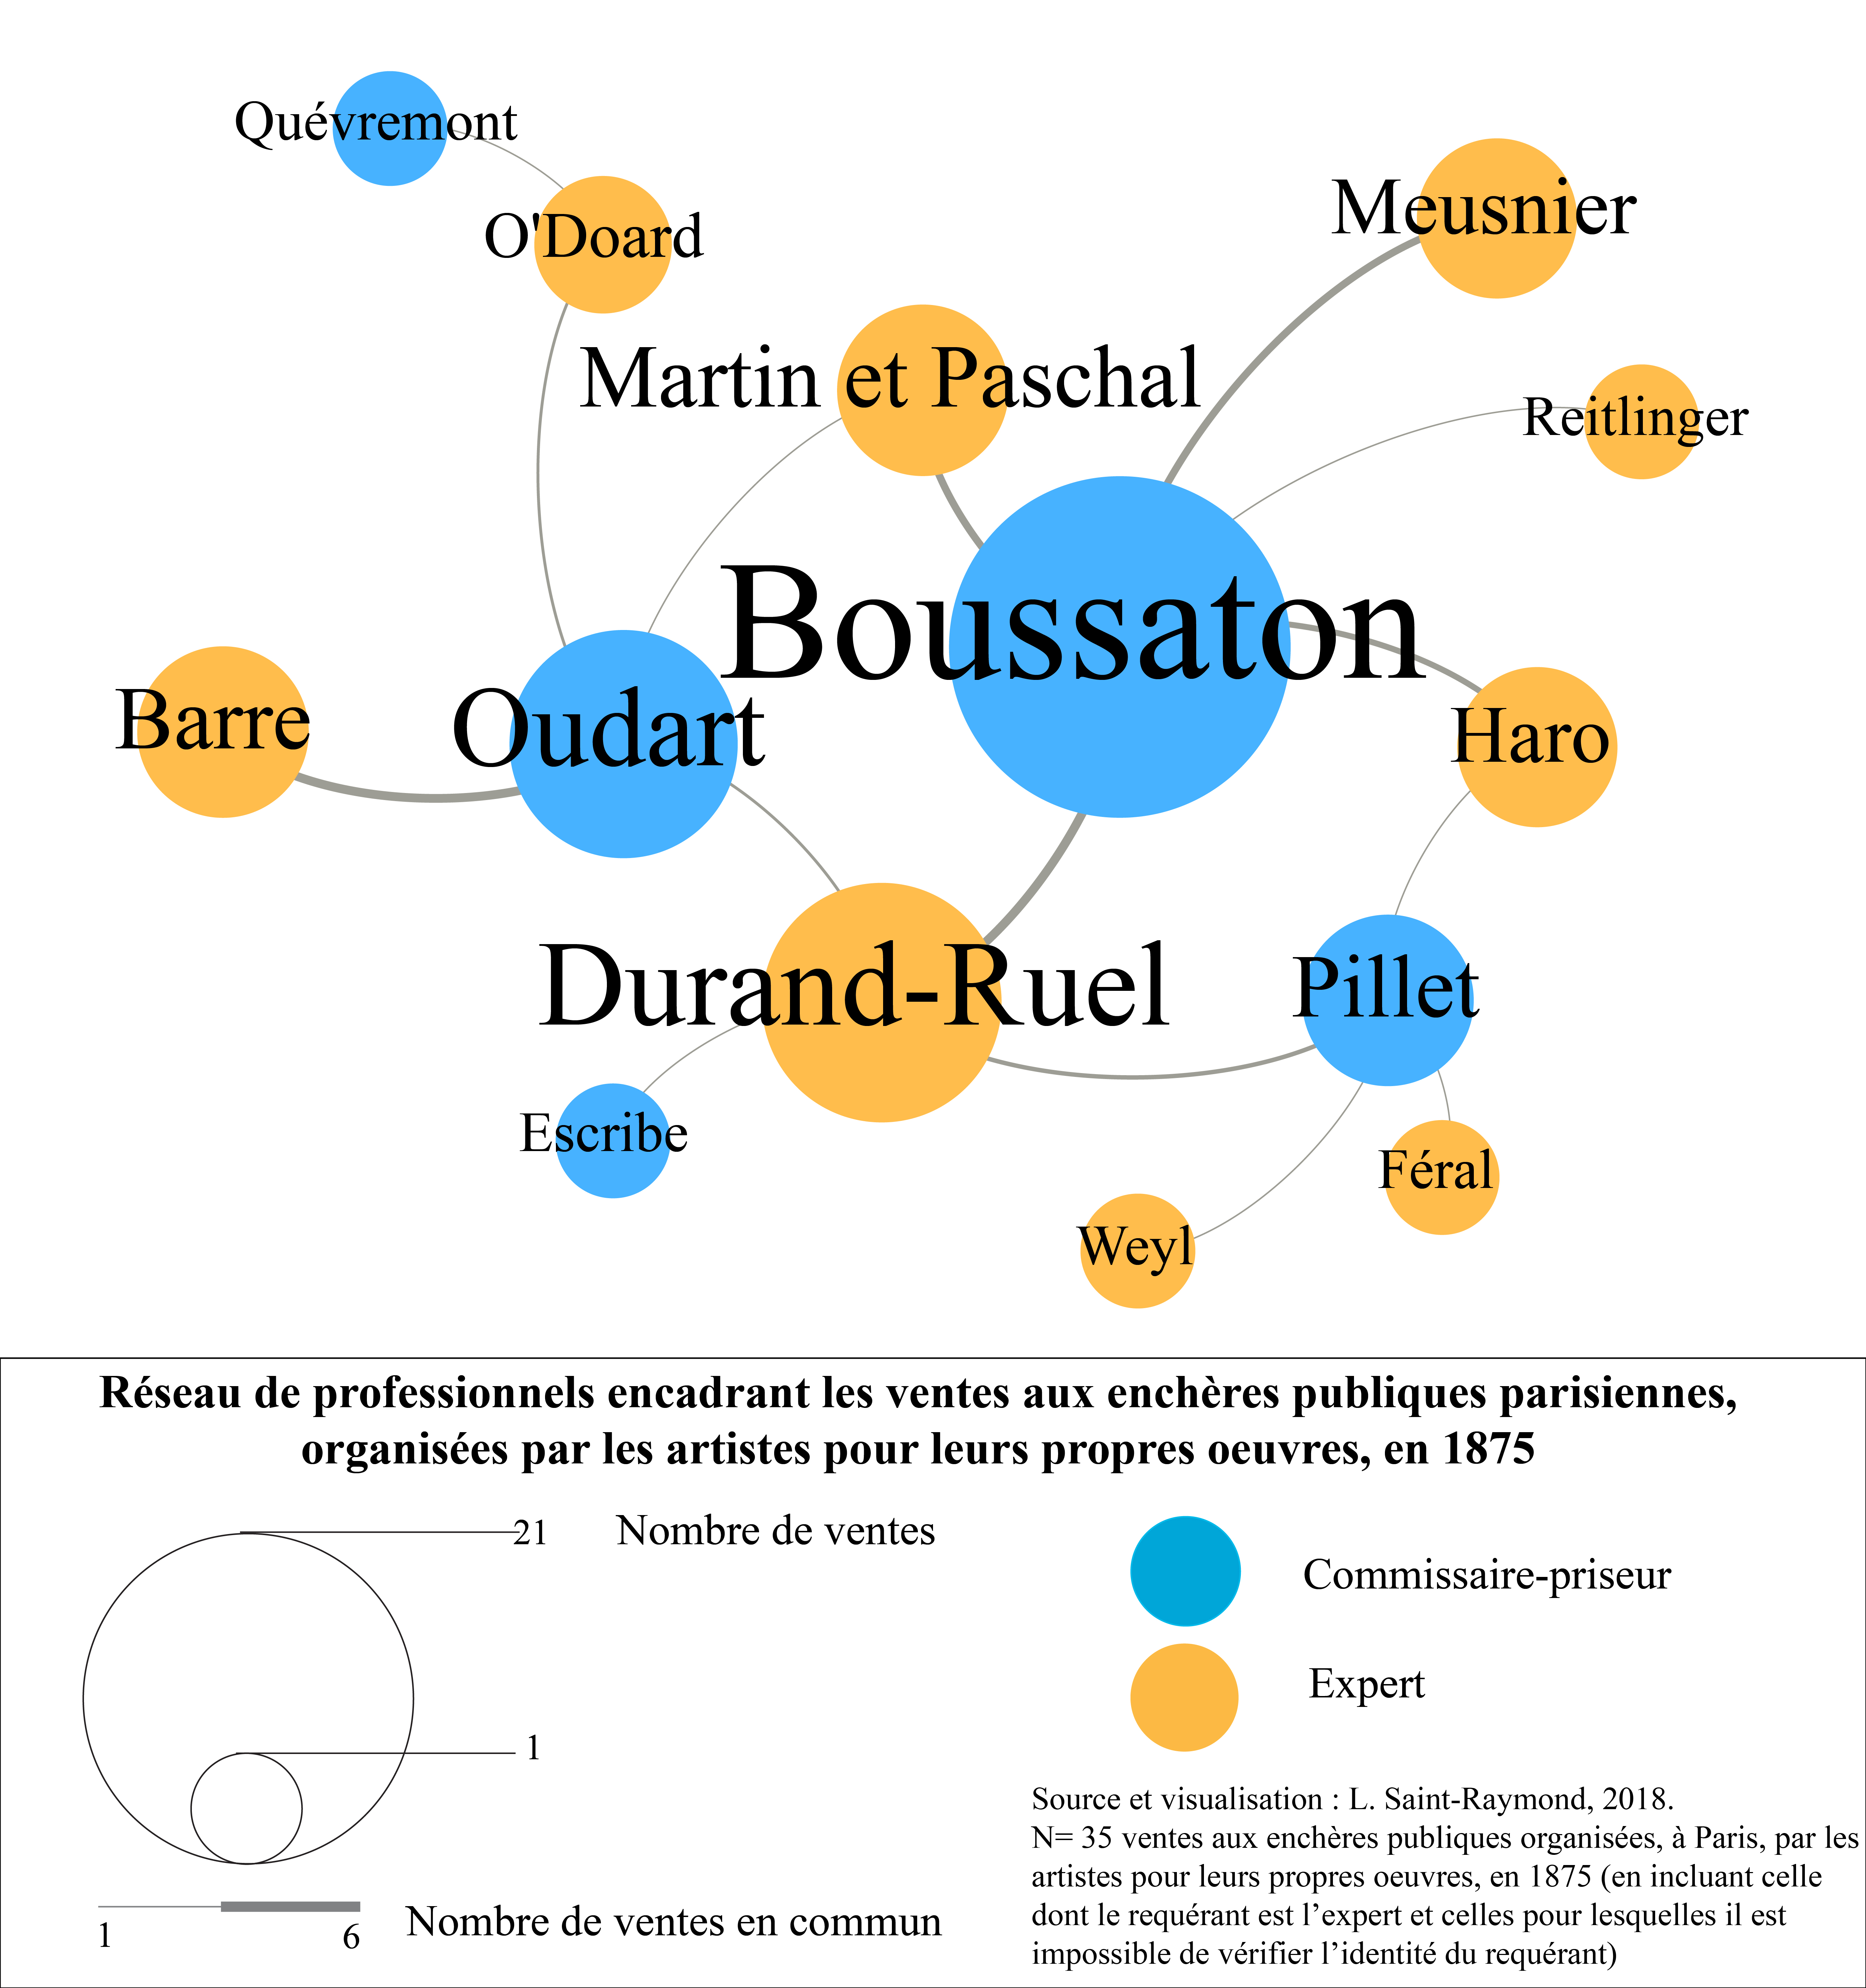 Quévremont
Meusnier
O'Doard
Martin et Paschal
Reitlinger
Boussaton
Barre
Oudart
Haro
Durand-Ruel
Pillet
Escribe
Féral
Weyl
Réseau de professionnels encadrant les ventes aux enchères publiques parisiennes,
organisées par les artistes pour leurs propres oeuvres, en 1875
21
Nombre de ventes
1
1
6
Nombre de ventes en commun
Commissaire-priseur
Expert
Source et visualisation : L. Saint-Raymond, 2018.
N= 35 ventes aux enchères publiques organisées, à Paris, par les
artistes pour leurs propres oeuvres, en 1875 (en incluant celle
dont le requérant est l’expert et celles pour lesquelles il est
impossible de vérifier l’identité du requérant)